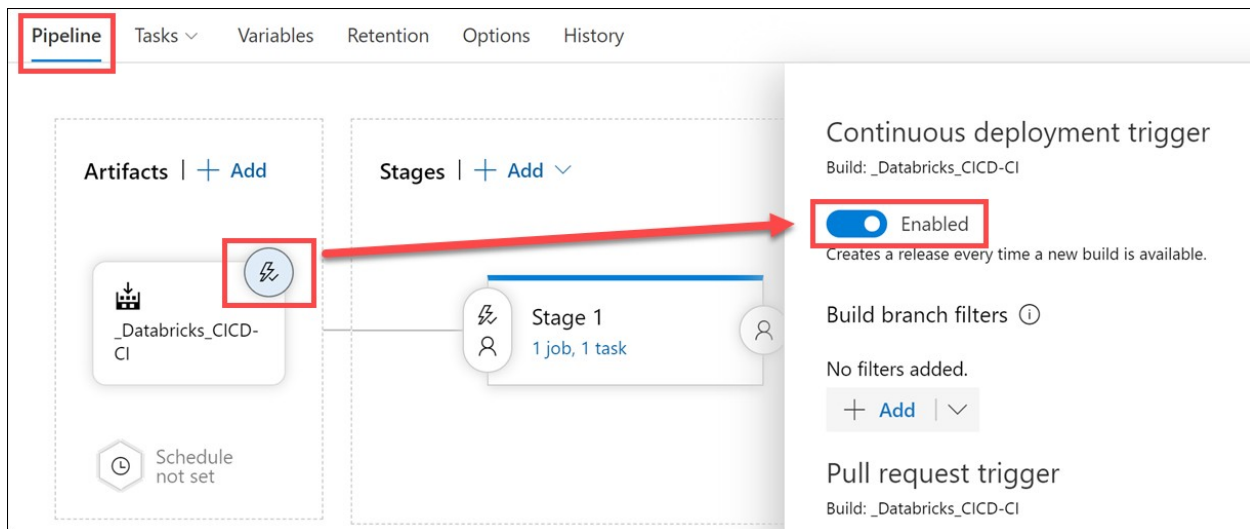 Pipeline Tasks Variables Retention Options History
Artifacts | + Add
_Databricks_CICD-
CI
Schedule
not set
Stages | + Add
Stage 1
1 job, 1 task
Continuous deployment trigger
Build: _Databricks_CICD-CI
Enabled
Creates a release every time a new build is available.
Build branch filters
No filters added.
+ Add
Pull request trigger
Build: _Databricks_CICD-CI